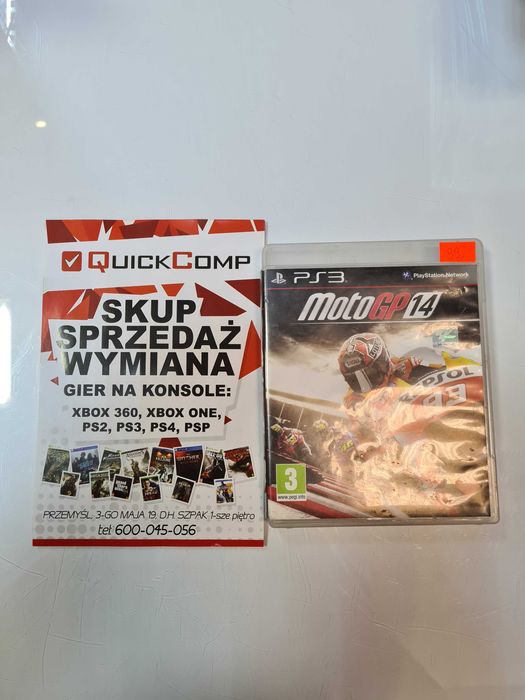 QUICKCOMP
SKUP
SPRZEDAŻ
WYMIANA
GIER NA KONSOLE:
XBOX 360, XBOX ONE,
PS2, PS3, PS4, PSP
PRZEMYŚL, 3-GO MAJA 19, D.H. SZPAK 1-sze piętro
tel: 600-045-056
99,-
PS3
PlayStation Network
MotoGP14
REPSOL
3
www.pegi.info